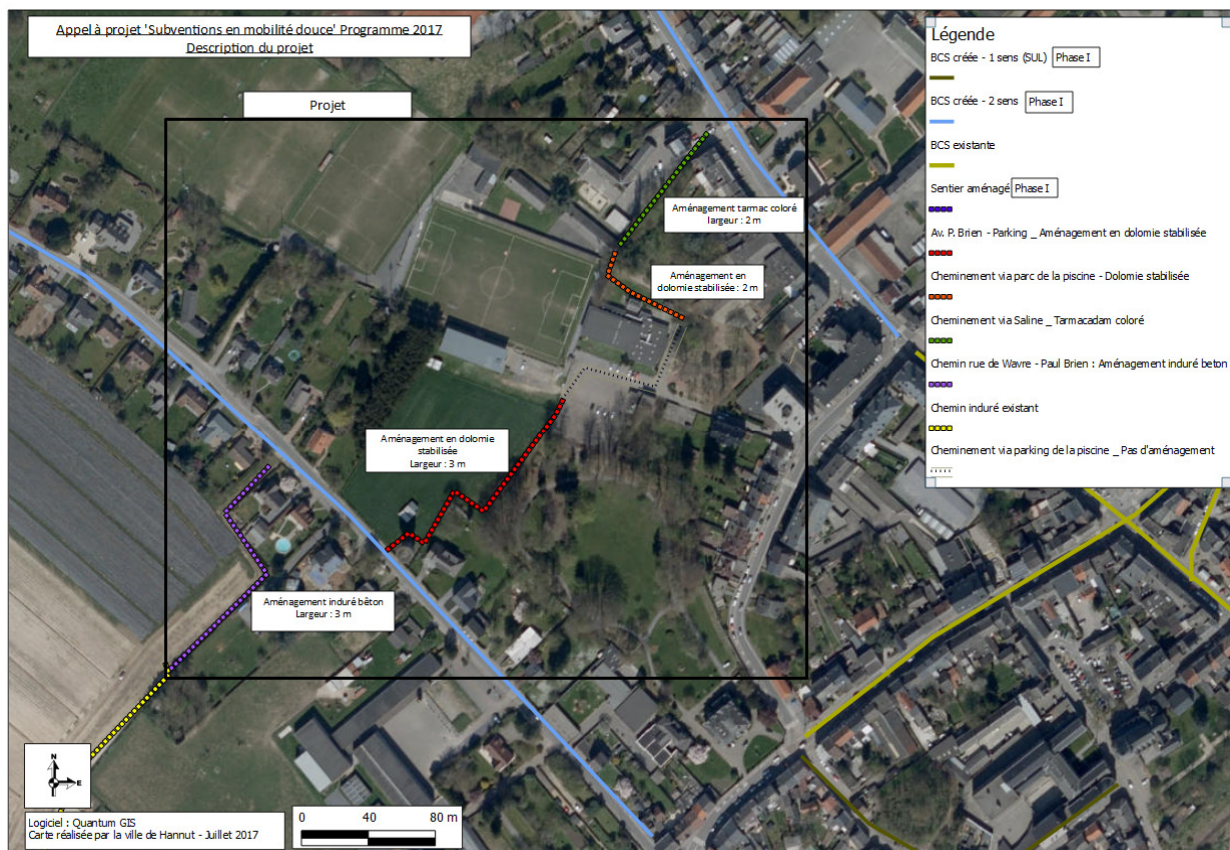 Appel à projet 'Subventions en mobilité douce' Programme 2017
Description du projet
Projet
Aménagement tarmac coloré
largeur : 2 m
Aménagement en
dolomie stabilisée : 2 m
Aménagement en dolomie
stabilisée
Largeur : 3 m
Aménagement induré bêton
Largeur : 3 m
Légende
BCS créée - 1 sens (SUL) Phase I
BCS créée - 2 sens Phase I
BCS existante
Sentier aménagé Phase I
Av. P. Brien - Parking _ Aménagement en dolomie stabilisée
Cheminement via parc de la piscine - Dolomie stabilisée
Cheminement via Saline _ Tarmacadam coloré
Chemin rue de Wavre - Paul Brien : Aménagement induré beton
Chemin induré existant
Cheminement via parking de la piscine _ Pas d'aménagement
N
E
Logiciel : Quantum GIS
Carte réalisée par la ville de Hannut - Juillet 2017
0 40 80 m